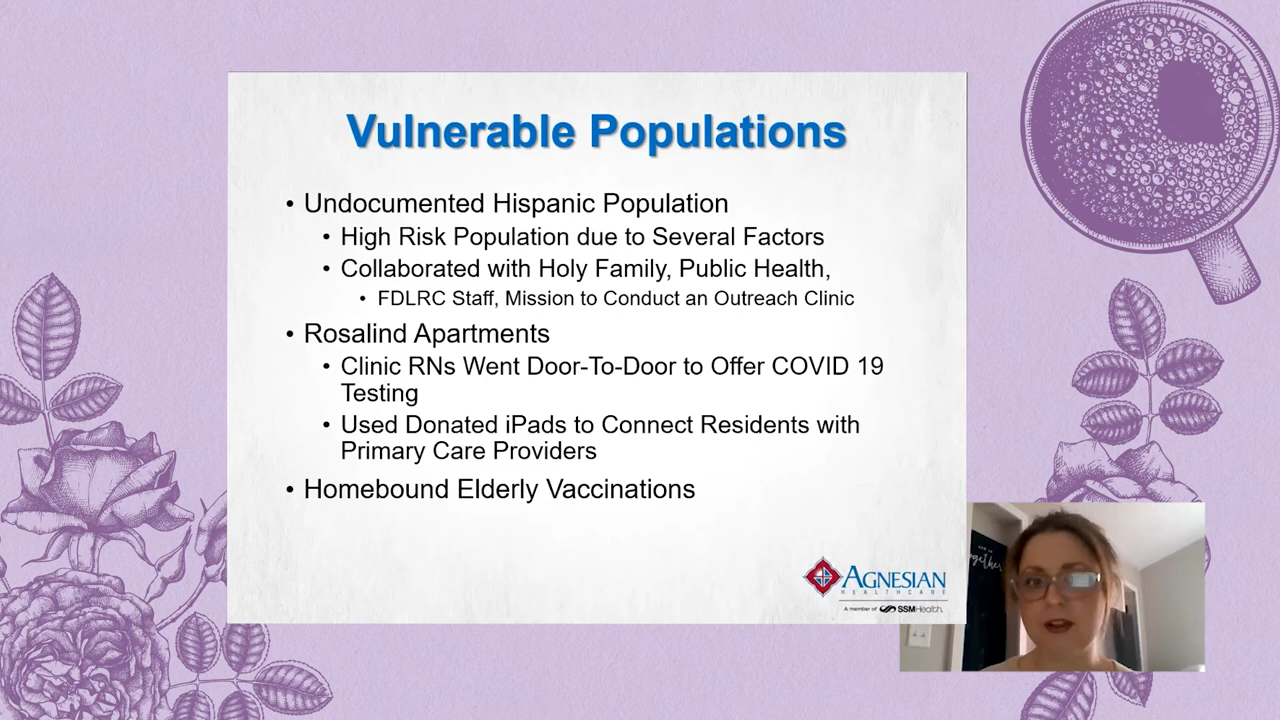 Vulnerable Populations
• Undocumented Hispanic Population
• High Risk Population due to Several Factors
• Collaborated with Holy Family, Public Health,
• FDLRC Staff, Mission to Conduct an Outreach Clinic
• Rosalind Apartments
• Clinic RNs Went Door-To-Door to Offer COVID 19
Testing
• Used Donated iPads to Connect Residents with
Primary Care Providers
• Homebound Elderly Vaccinations
AGNESIAN
HEALTHCARE
A member of SSMHealth.
together